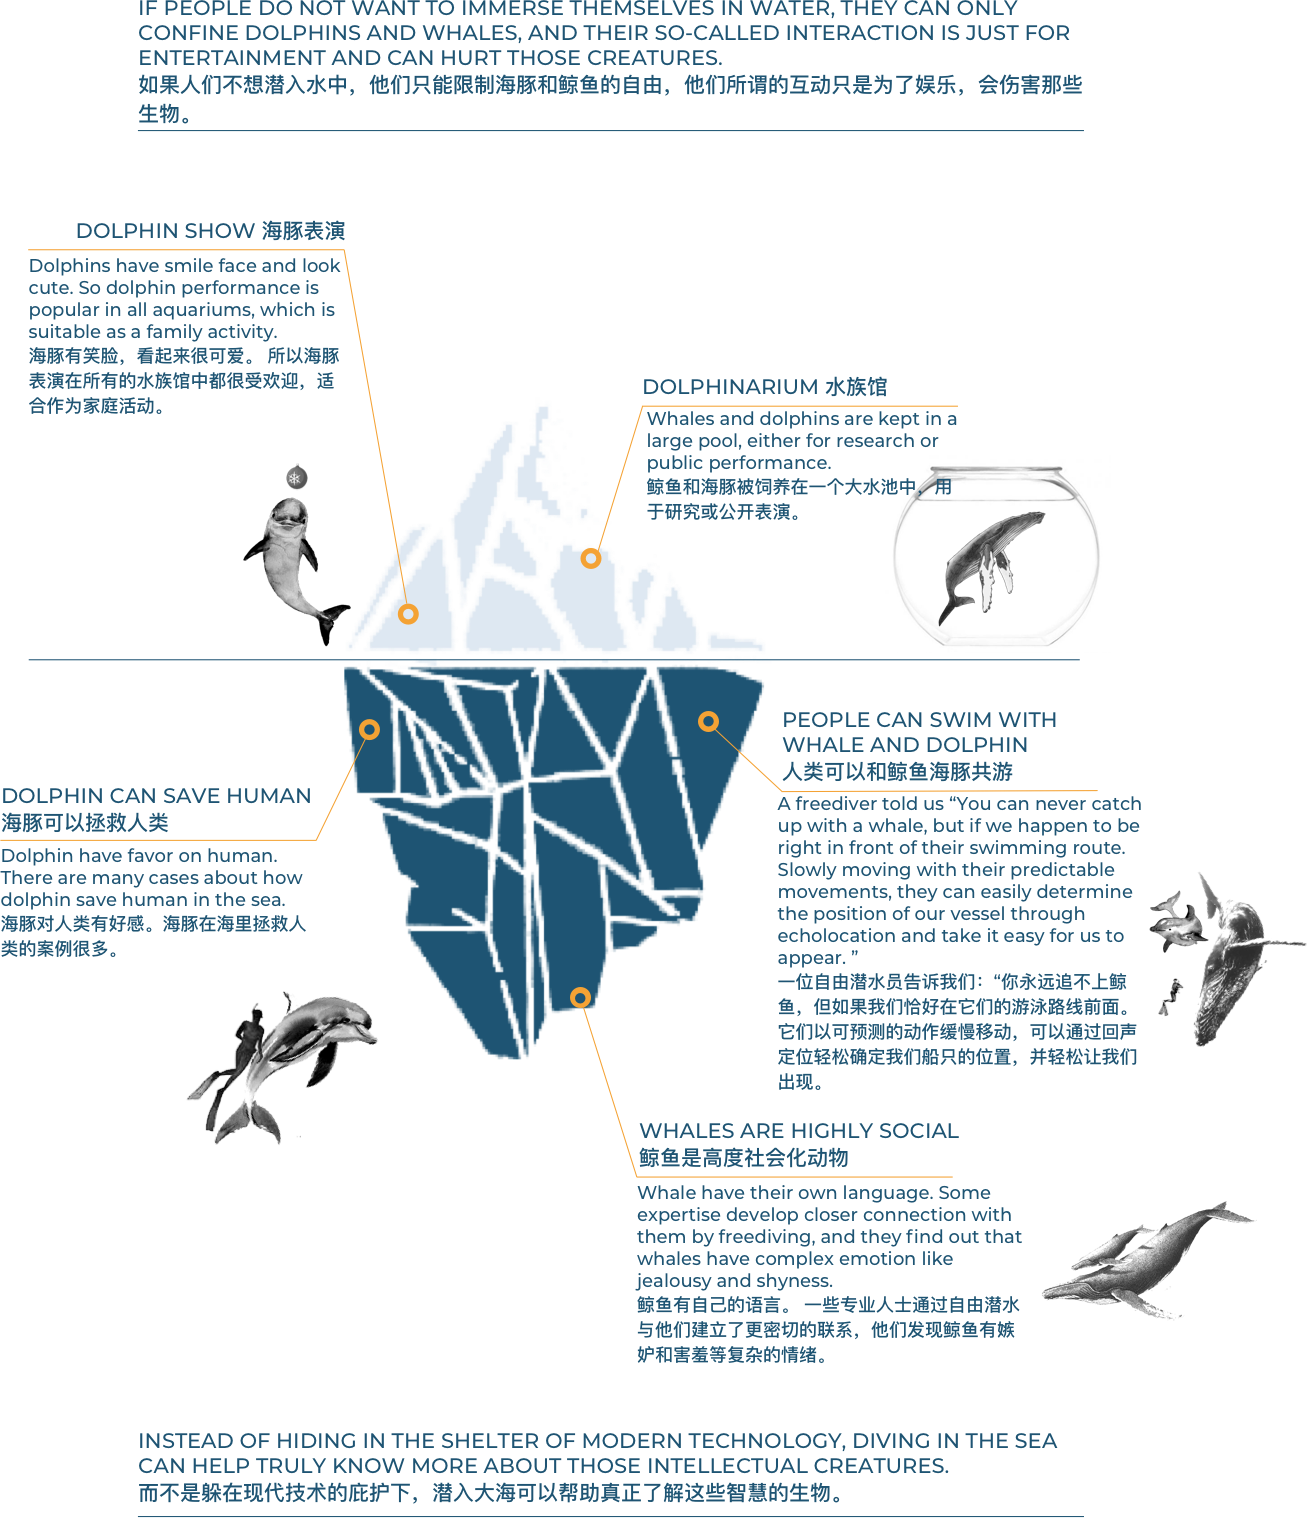 IF PEOPLE DO NOT WANT TO IMMERSE THEMSELVES IN WATER, THEY CAN ONLY
CONFINE DOLPHINS AND WHALES, AND THEIR SO-CALLED INTERACTION IS JUST FOR
ENTERTAINMENT AND CAN HURT THOSE CREATURES.
如果人们不想潜入水中，他们只能限制海豚和鲸鱼的自由，他们所谓的互动只是为了娱乐，会伤害那些
生物。
DOLPHIN SHOW 海豚表演
Dolphins have smile face and look
cute. So dolphin performance is
popular in all aquariums, which is
suitable as a family activity.
海豚有笑脸，看起来很可爱。 所以海豚
表演在所有的水族馆中都很受欢迎，适
合作为家庭活动。
DOLPHINARIUM 水族馆
Whales and dolphins are kept in a
large pool, either for research or
public performance.
鲸鱼和海豚被饲养在一个大水池中，用
于研究或公开表演。
PEOPLE CAN SWIM WITH
WHALE AND DOLPHIN
人类可以和鲸鱼海豚共游
A freediver told us “You can never catch
up with a whale, but if we happen to be
right in front of their swimming route.
Slowly moving with their predictable
movements, they can easily determine
the position of our vessel through
echolocation and take it easy for us to
appear. ”
一位自由潜水员告诉我们：“你永远追不上鲸
鱼，但如果我们恰好在它们的游泳路线前面。
它们以可预测的动作缓慢移动，可以通过回声
定位轻松确定我们船只的位置，并轻松让我们
出现。
DOLPHIN CAN SAVE HUMAN
海豚可以拯救人类
Dolphin have favor on human.
There are many cases about how
dolphin save human in the sea.
海豚对人类有好感。海豚在海里拯救人
类的案例很多。
WHALES ARE HIGHLY SOCIAL
鲸鱼是高度社会化动物
Whale have their own language. Some
expertise develop closer connection with
them by freediving, and they find out that
whales have complex emotion like
jealousy and shyness.
鲸鱼有自己的语言。 一些专业人士通过自由潜水
与他们建立了更密切的联系，他们发现鲸鱼有嫉
妒和害羞等复杂的情绪。
INSTEAD OF HIDING IN THE SHELTER OF MODERN TECHNOLOGY, DIVING IN THE SEA
CAN HELP TRULY KNOW MORE ABOUT THOSE INTELLECTUAL CREATURES.
而不是躲在现代技术的庇护下，潜入大海可以帮助真正了解这些智慧的生物。